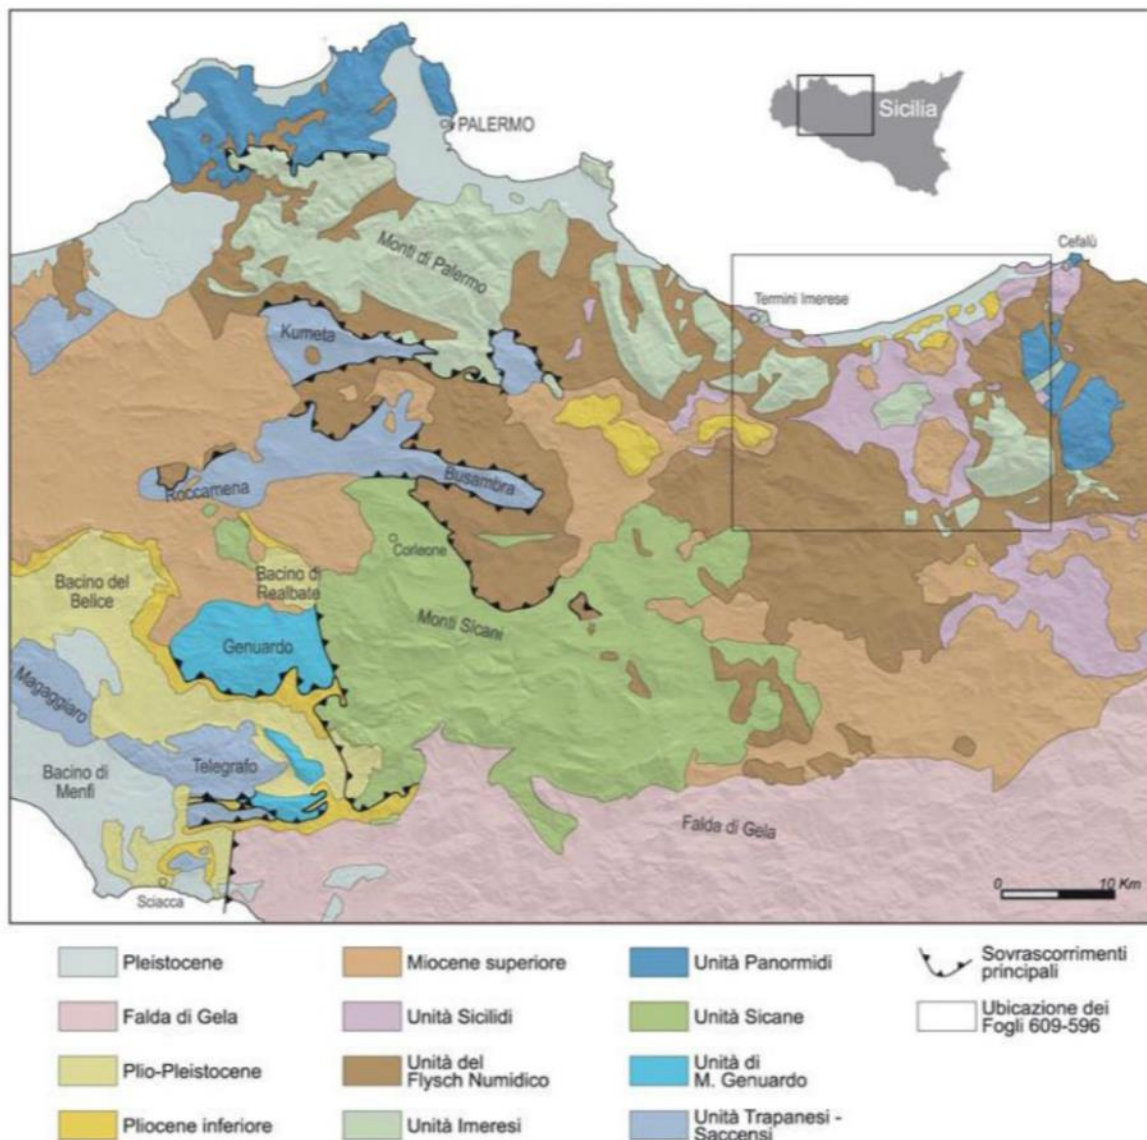 Sicilia
PALERMO
Cefalù
Monti di Palermo
Termini Imerese
Kumeta
Roccamena
Busambra
Corleone
Bacino del
Belice
Bacino di
Realbate
Monti Sicani
Genuardo
Magaggiaro
Telegrafo
Bacino di
Menfi
Falda di Gela
Sciacca
0 10 Km
Pleistocene
Falda di Gela
Plio-Pleistocene
Pliocene inferiore
Miocene superiore
Unità Sicilidi
Unità del
Flysch Numidico
Unità Imeresi
Unità Panormidi
Unità Sicane
Unità di
M. Genuardo
Unità Trapanesi -
Saccensi
Sovrascorrimenti
principali
Ubicazione dei
Fogli 609-596